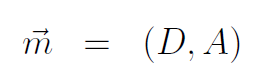 m⃗ = (D, A)